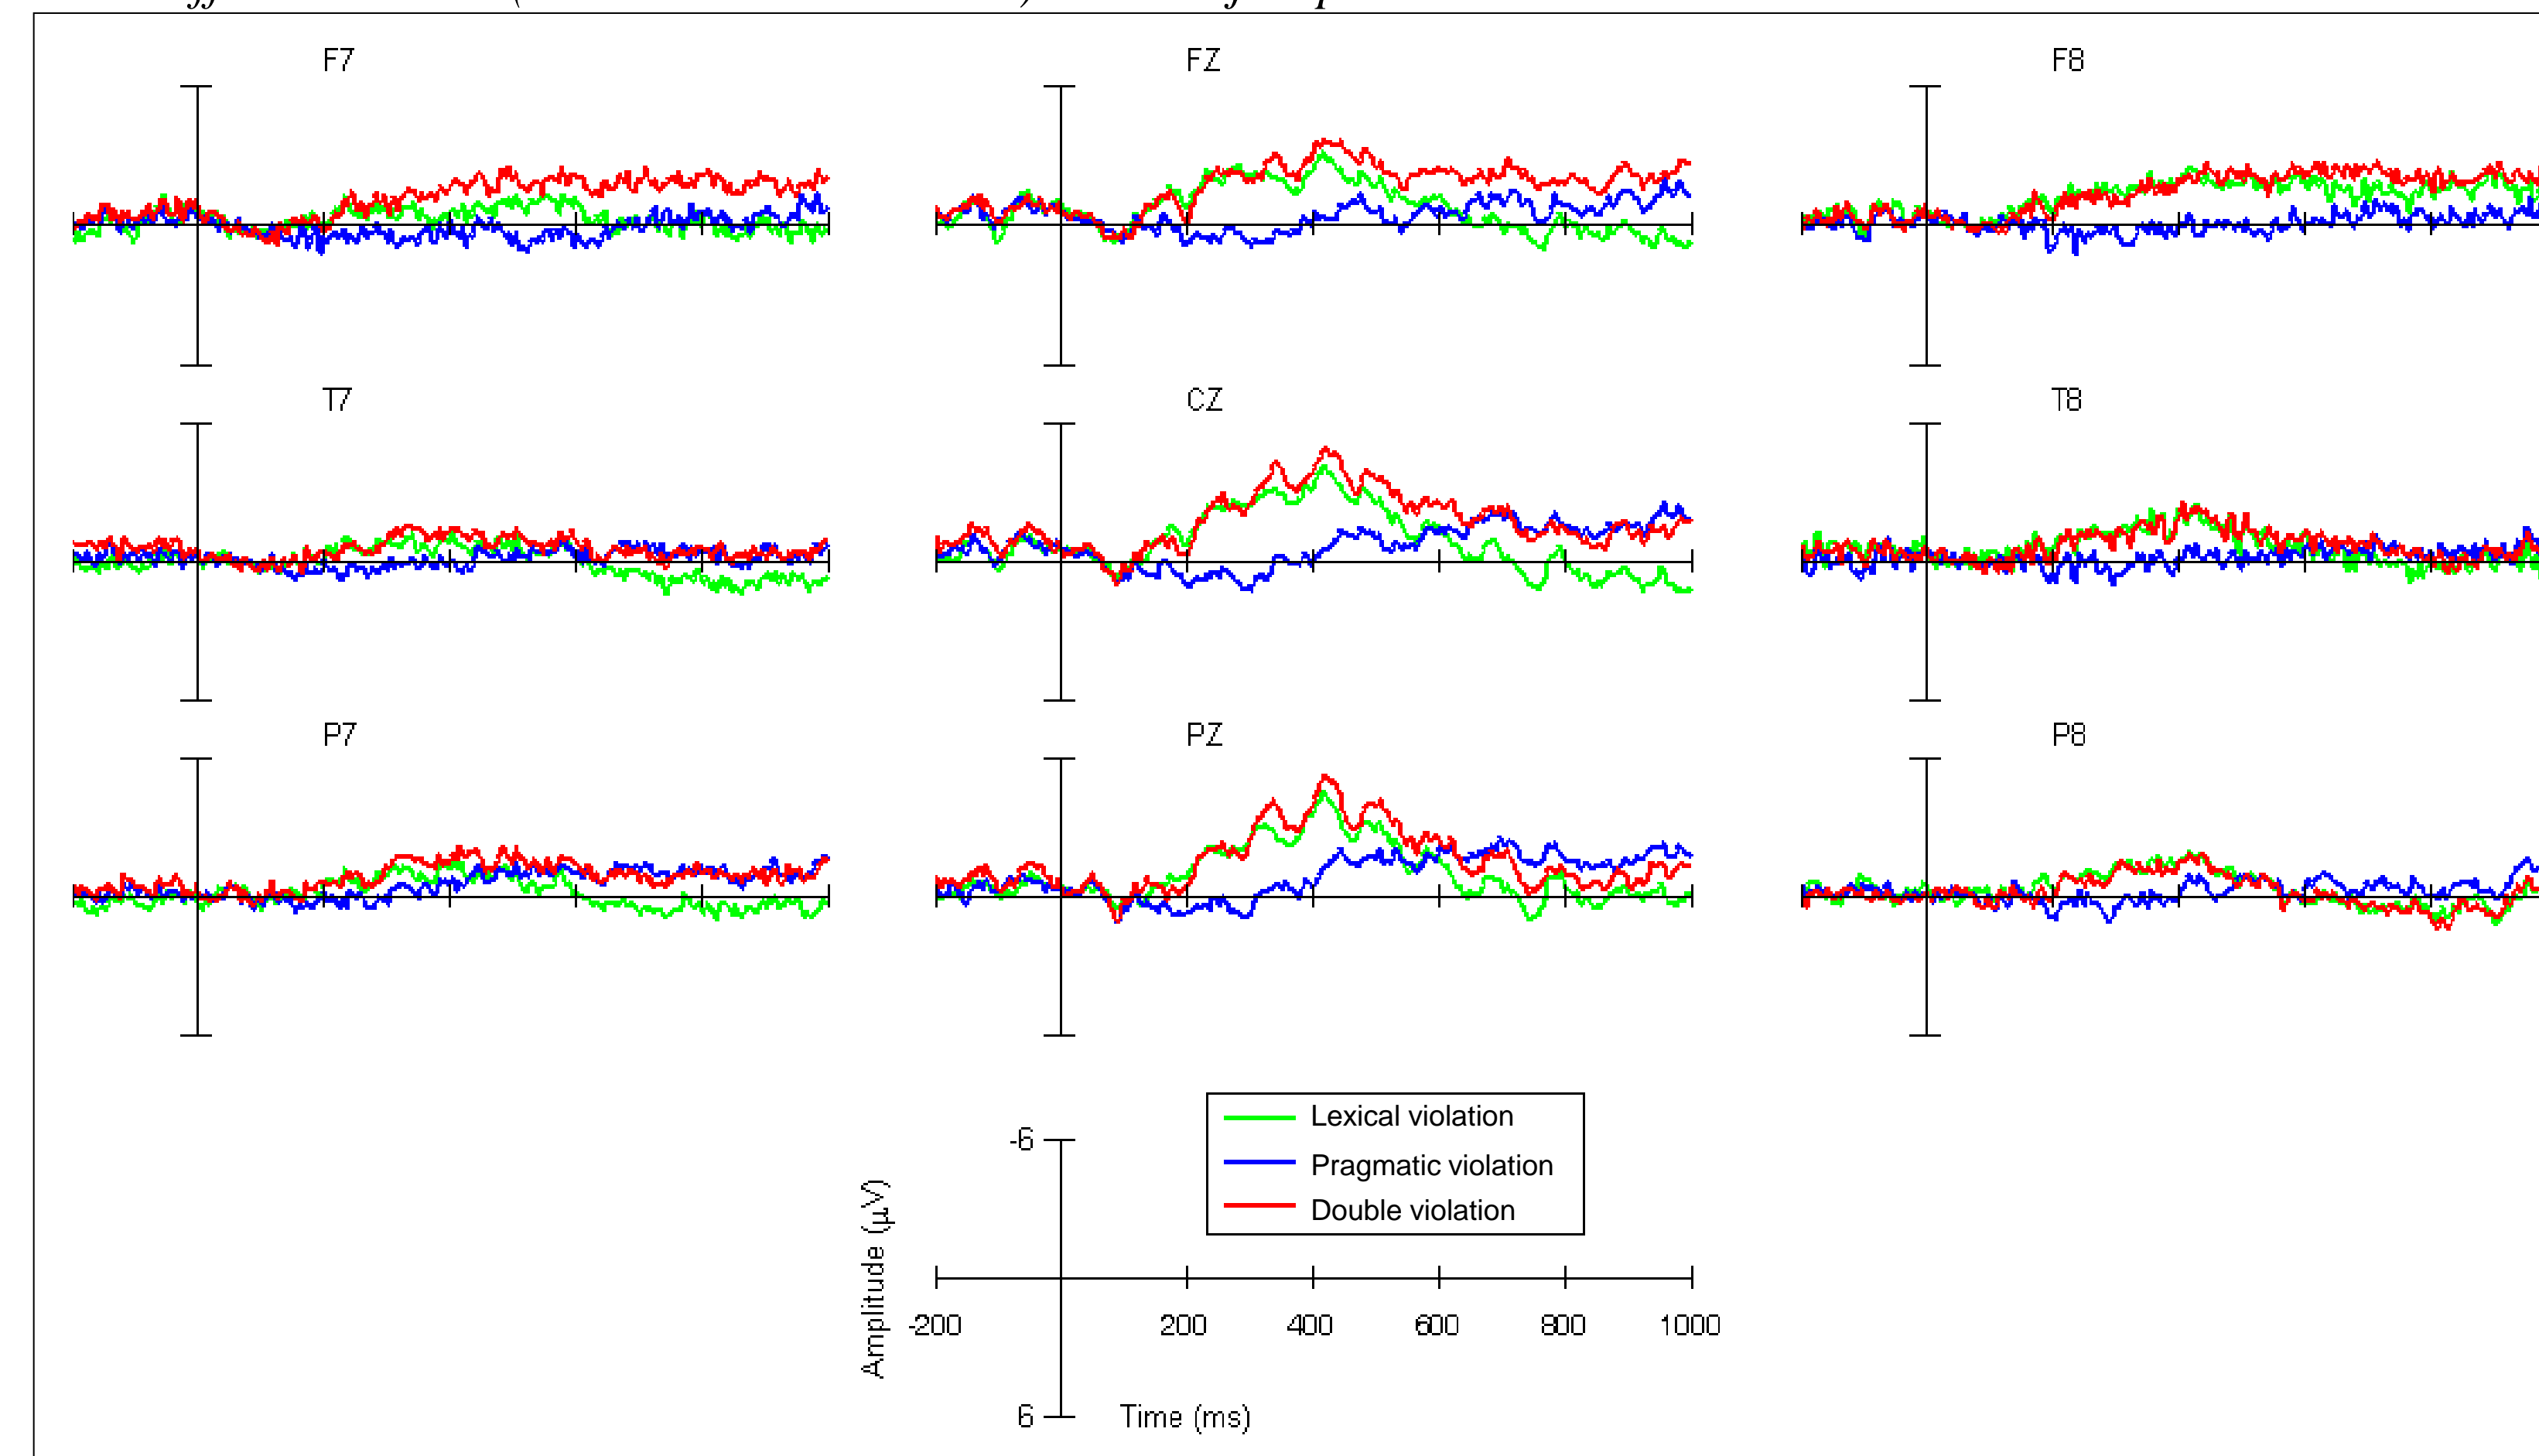 F7 FZ F8
T7 CZ T8
P7 PZ P8
Lexical violation
-6
Pragmatic violation
Double violation
Amplitude (µV)
-200 200 400 600 800 1000
6 Time (ms)